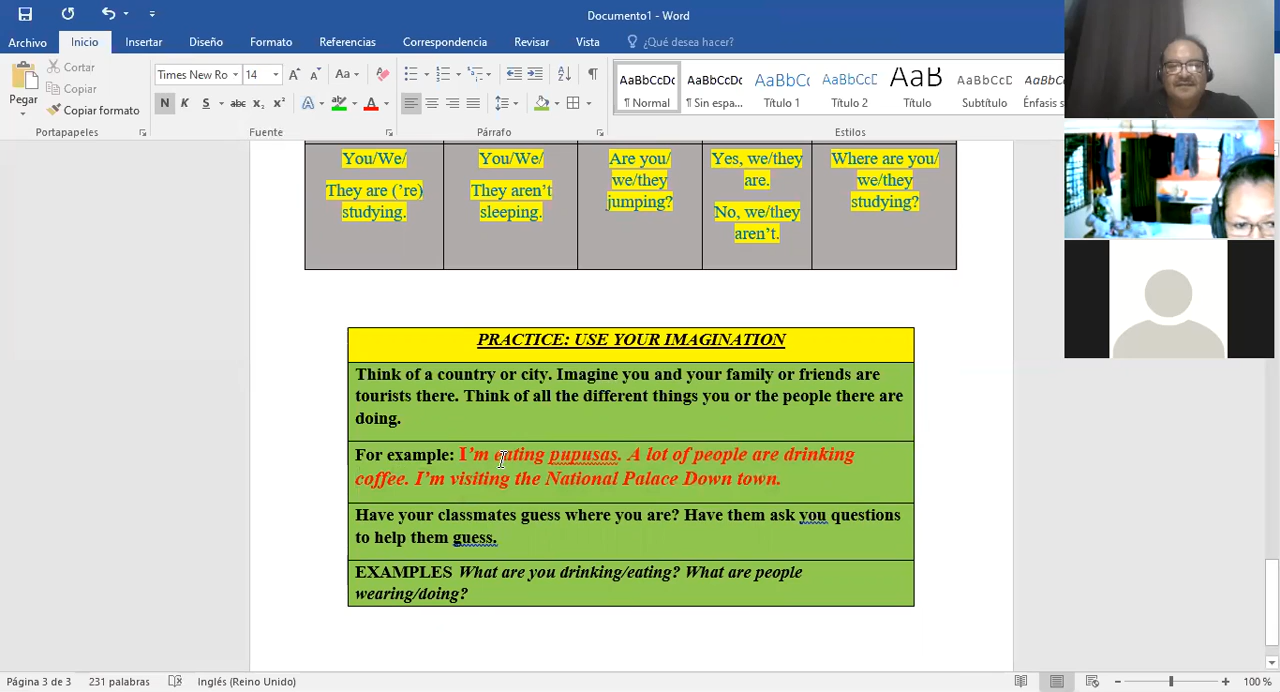 Documento1 - Word
Archivo Inicio Insertar Diseño Formato Referencias Correspondencia Revisar Vista ¿Qué desea hacer?
Pegar
Cortar
Copiar
Copiar formato
Portapapeles
Times New Ro 14
Aa
N K S abc x₂ x²
Fuente
Párrafo
AaBbCcDc AaBbCcDc AaBbCc AaBbCcD AaB AaBbCcD AaBbCcD
¶ Normal ¶ Sin espa... Título 1 Título 2 Título Subtítulo Énfasis s
Estilos
You/We/
They are (’re)
studying.
You/We/
They aren’t
sleeping.
Are you/
we/they
jumping?
Yes, we/they
are.
No, we/they
aren’t.
Where are you/
we/they
studying?
PRACTICE: USE YOUR IMAGINATION
Think of a country or city. Imagine you and your family or friends are
tourists there. Think of all the different things you or the people there are
doing.
For example: I’m eating pupusas. A lot of people are drinking
coffee. I’m visiting the National Palace Down town.
Have your classmates guess where you are? Have them ask you questions
to help them guess.
EXAMPLES What are you drinking/eating? What are people
wearing/doing?
Página 3 de 3 231 palabras Inglés (Reino Unido) 100 %